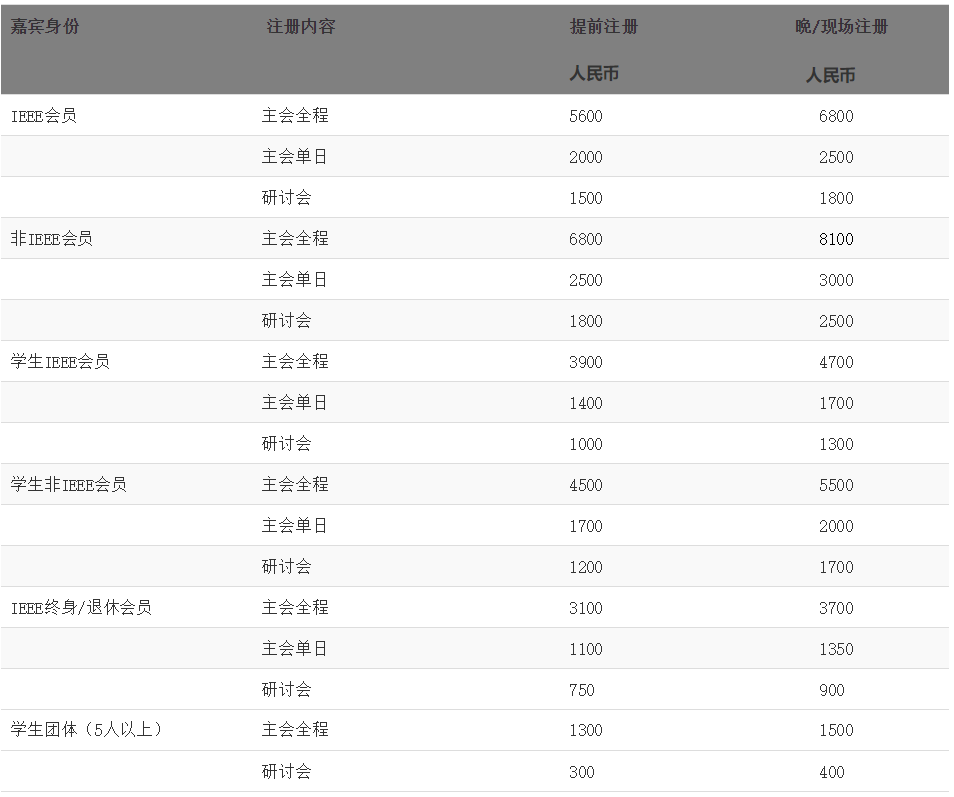 嘉宾身份 注册内容 提前注册 晚/现场注册
人民币 人民币
IEEE会员 主会全程 5600 6800
主会单日 2000 2500
研讨会 1500 1800
非IEEE会员 主会全程 6800 8100
主会单日 2500 3000
研讨会 1800 2500
学生IEEE会员 主会全程 3900 4700
主会单日 1400 1700
研讨会 1000 1300
学生非IEEE会员 主会全程 4500 5500
主会单日 1700 2000
研讨会 1200 1700
IEEE终身/退休会员 主会全程 3100 3700
主会单日 1100 1350
研讨会 750 900
学生团体（5人以上） 主会全程 1300 1500
研讨会 300 400